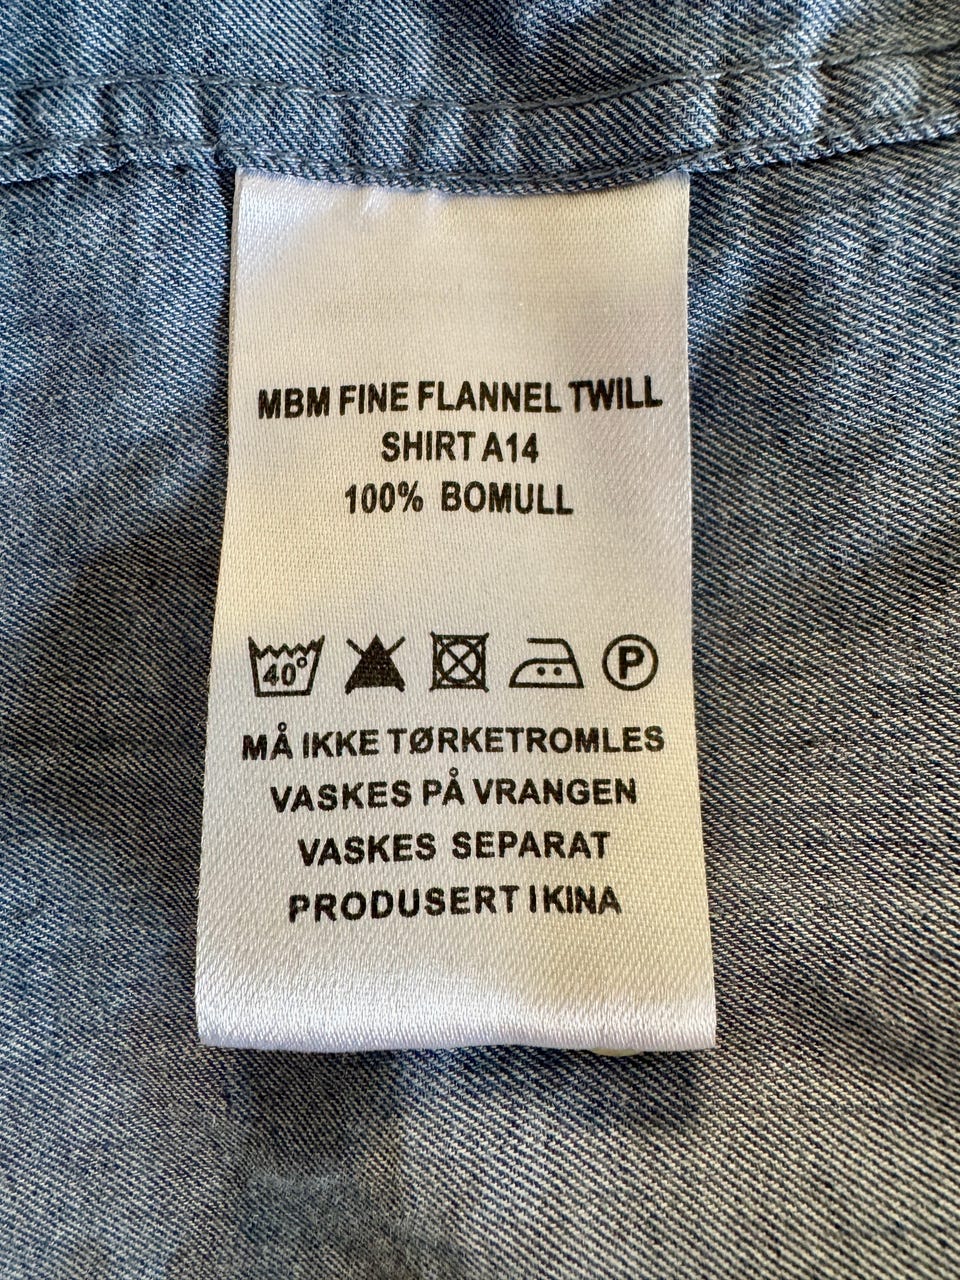 MBM FINE FLANNEL TWILL
SHIRT A14
100% BOMULL
40° P
MÅ IKKE TØRKETROMLES
VASKES PÅ VRANGEN
VASKES SEPARAT
PRODUSERT I KINA